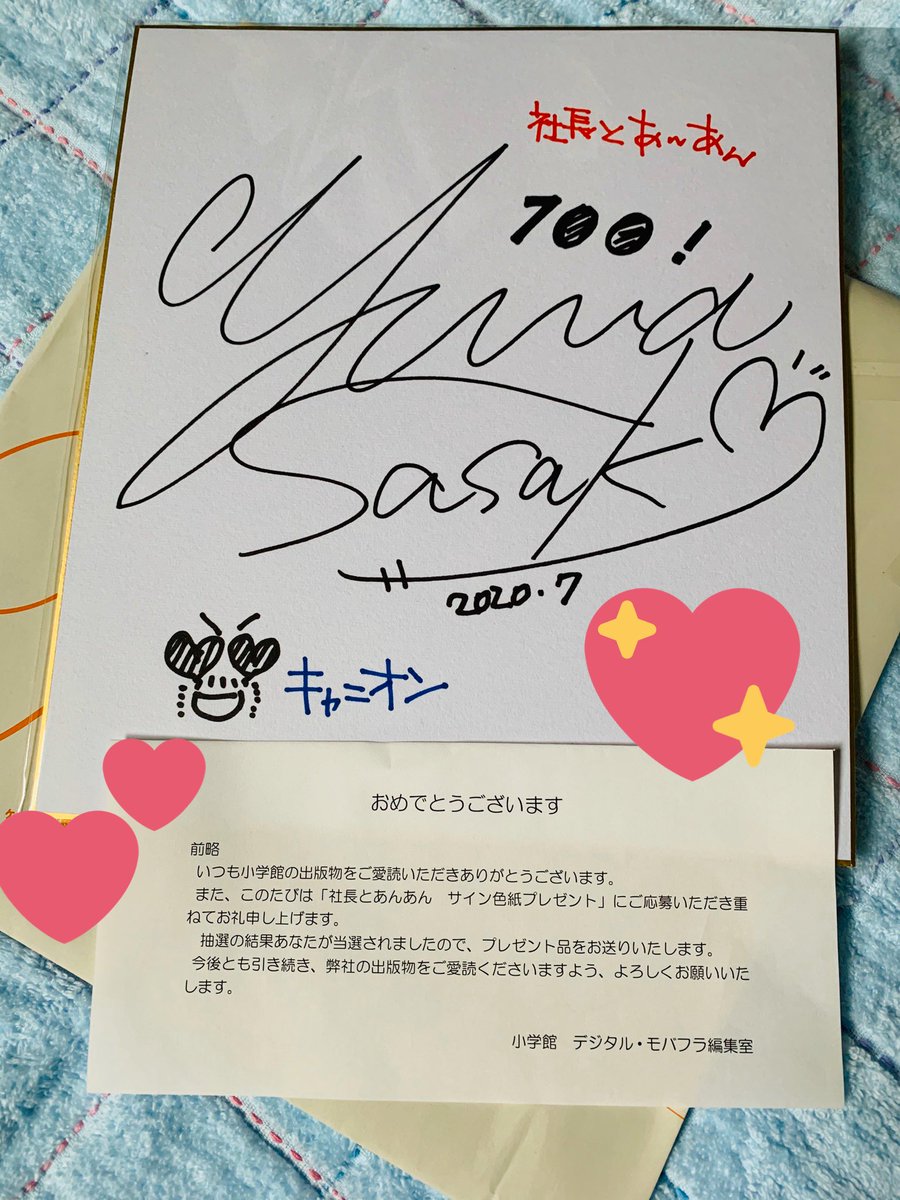 社長とあ〜あん
700!
Yuua
Sasaki
2020.7
キャニオン
おめでとうございます
前略
いつも小学館の出版物をご愛読いただきありがとうございます。
また、このたびは「社長とあんあん　サイン色紙プレゼント」にご応募いただき重
ねてお礼申し上げます。
抽選の結果あなたが当選されましたので、プレゼント品をお送りいたします。
今後とも引き続き、弊社の出版物をご愛読くださいますよう、よろしくお願いいた
します。
小学館　デジタル・モバフラ編集室